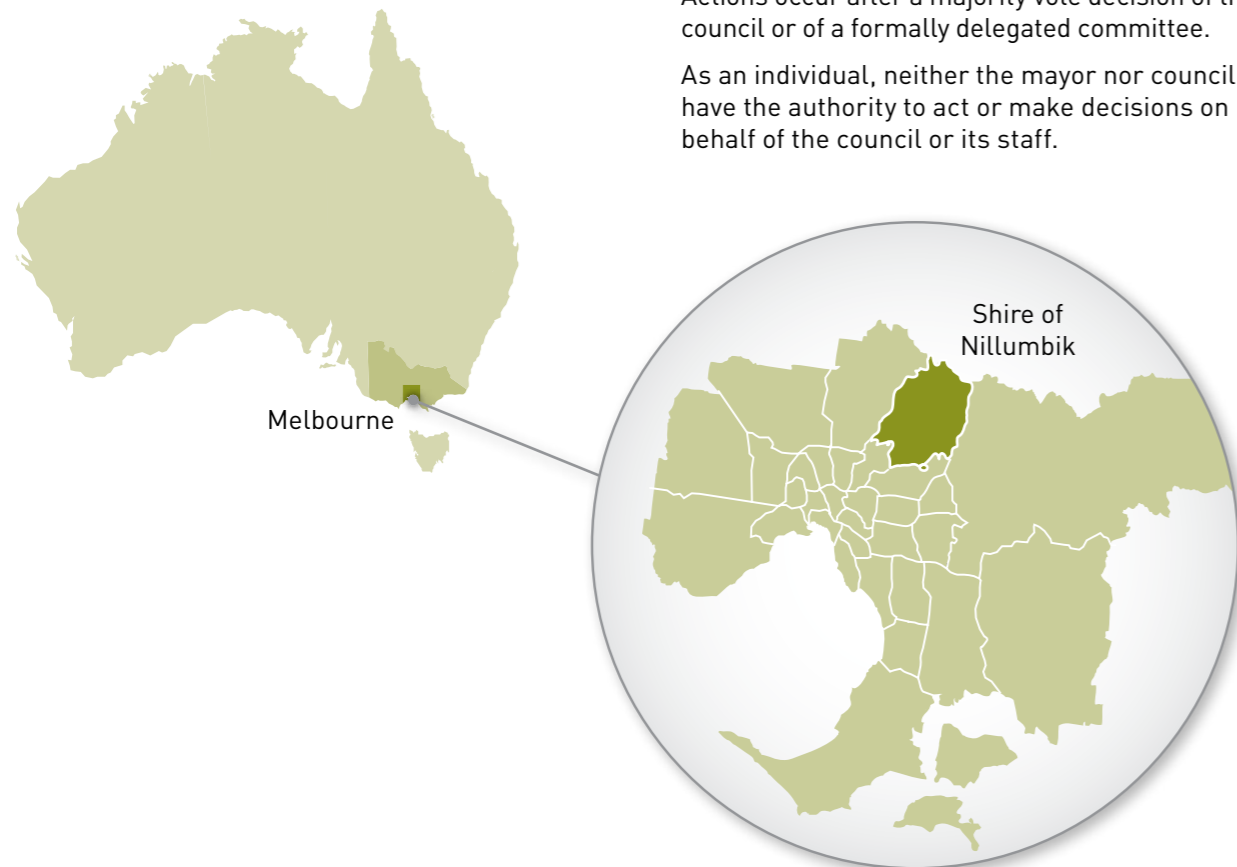 council or of a formally delegated committee.
As an individual, neither the mayor nor council
have the authority to act or make decisions on
behalf of the council or its staff.
Shire of
Nillumbik
Melbourne